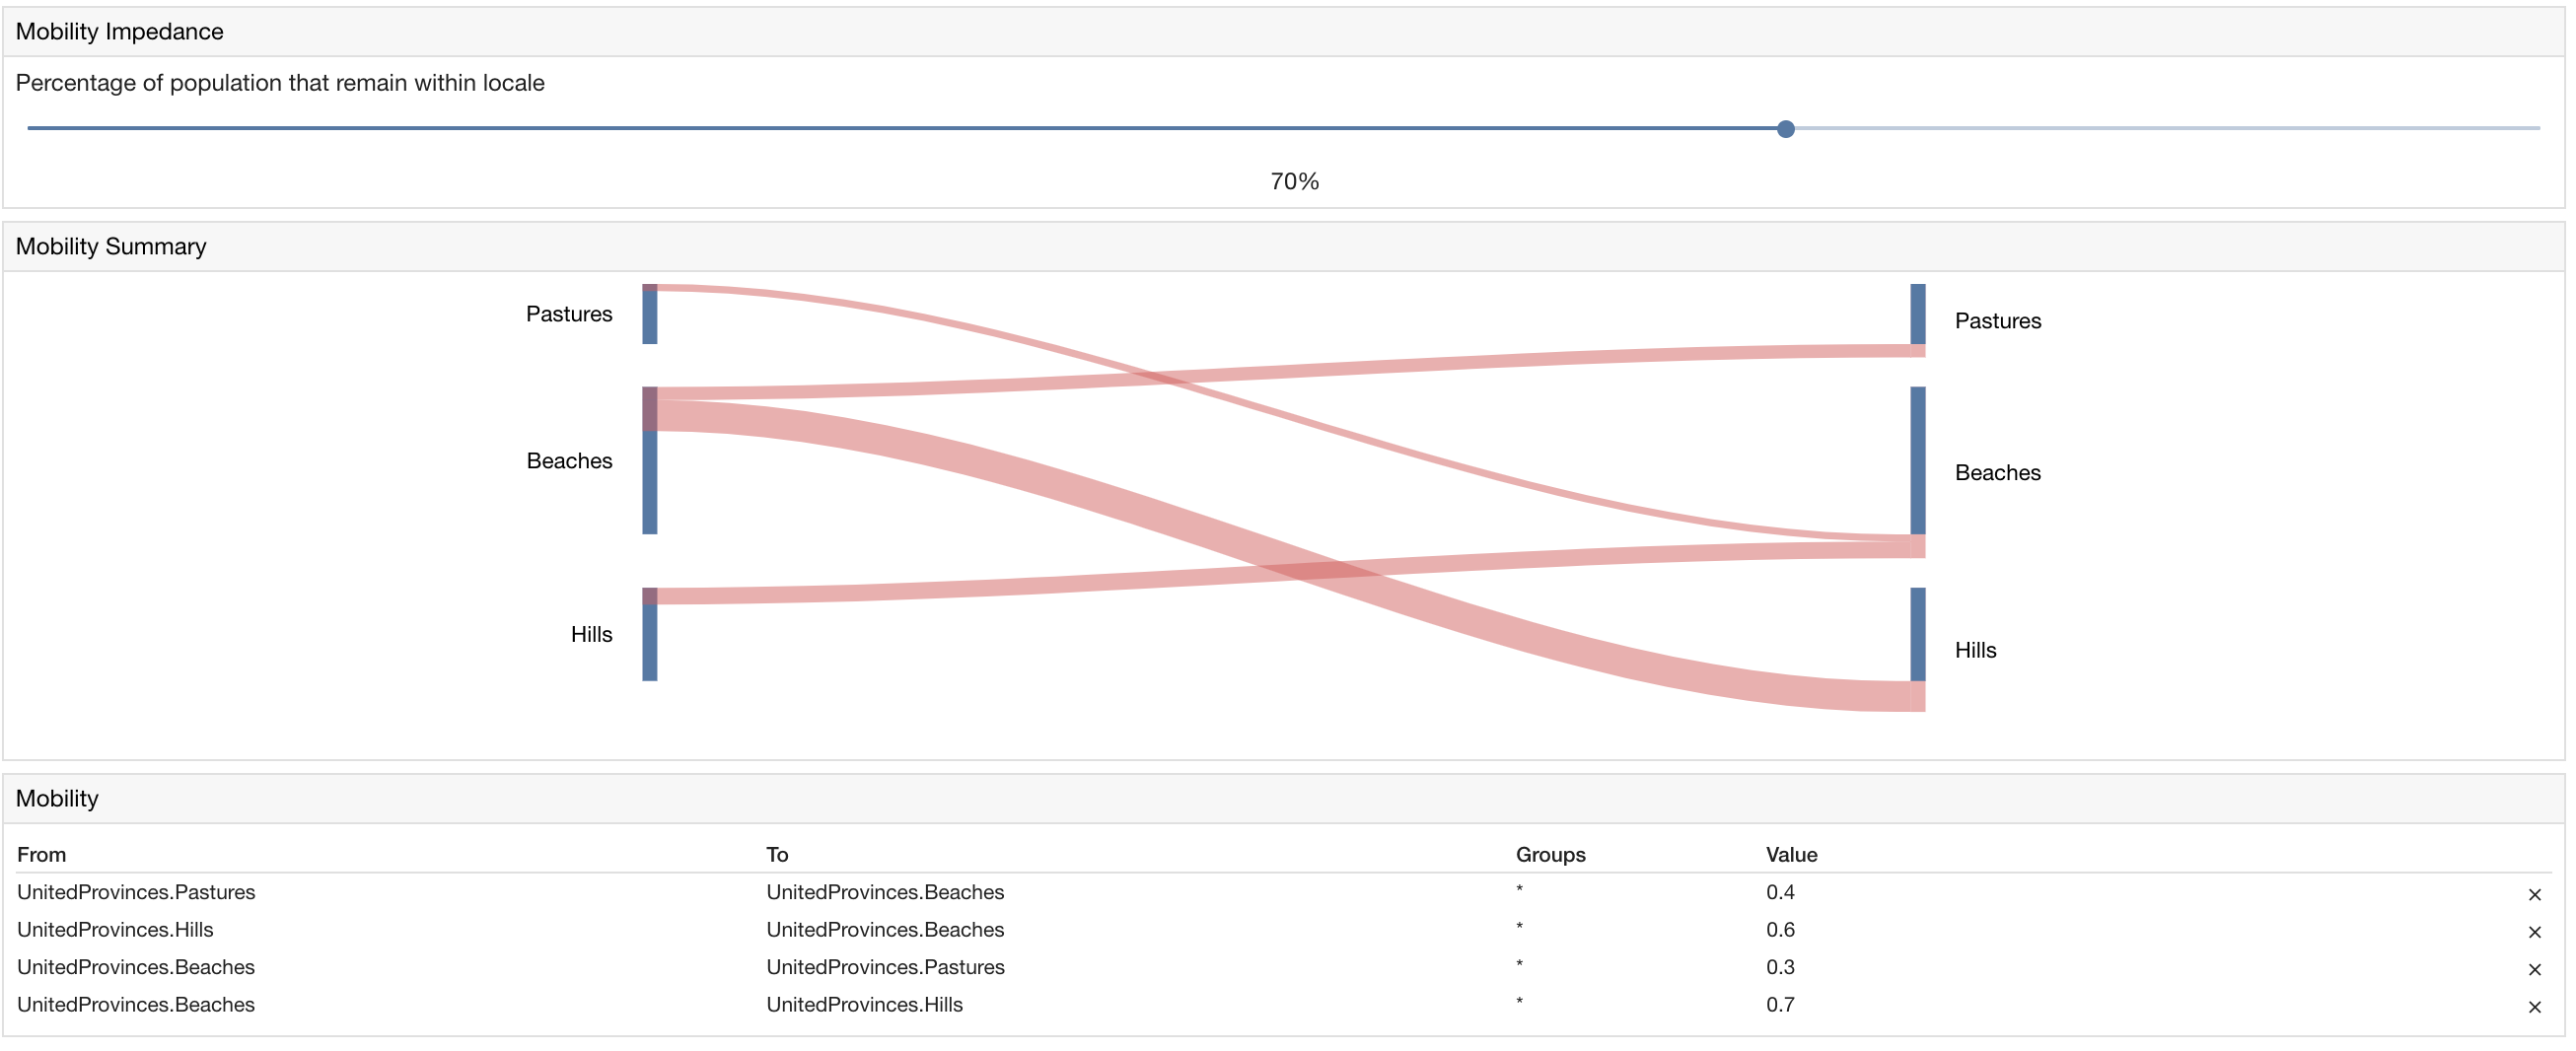 Mobility Impedance
Percentage of population that remain within locale
70%
Mobility Summary
Pastures
Beaches
Hills
Pastures
Beaches
Hills
Mobility
From To Groups Value
UnitedProvinces.Pastures UnitedProvinces.Beaches * 0.4 ×
UnitedProvinces.Hills UnitedProvinces.Beaches * 0.6 ×
UnitedProvinces.Beaches UnitedProvinces.Pastures * 0.3 ×
UnitedProvinces.Beaches UnitedProvinces.Hills * 0.7 ×